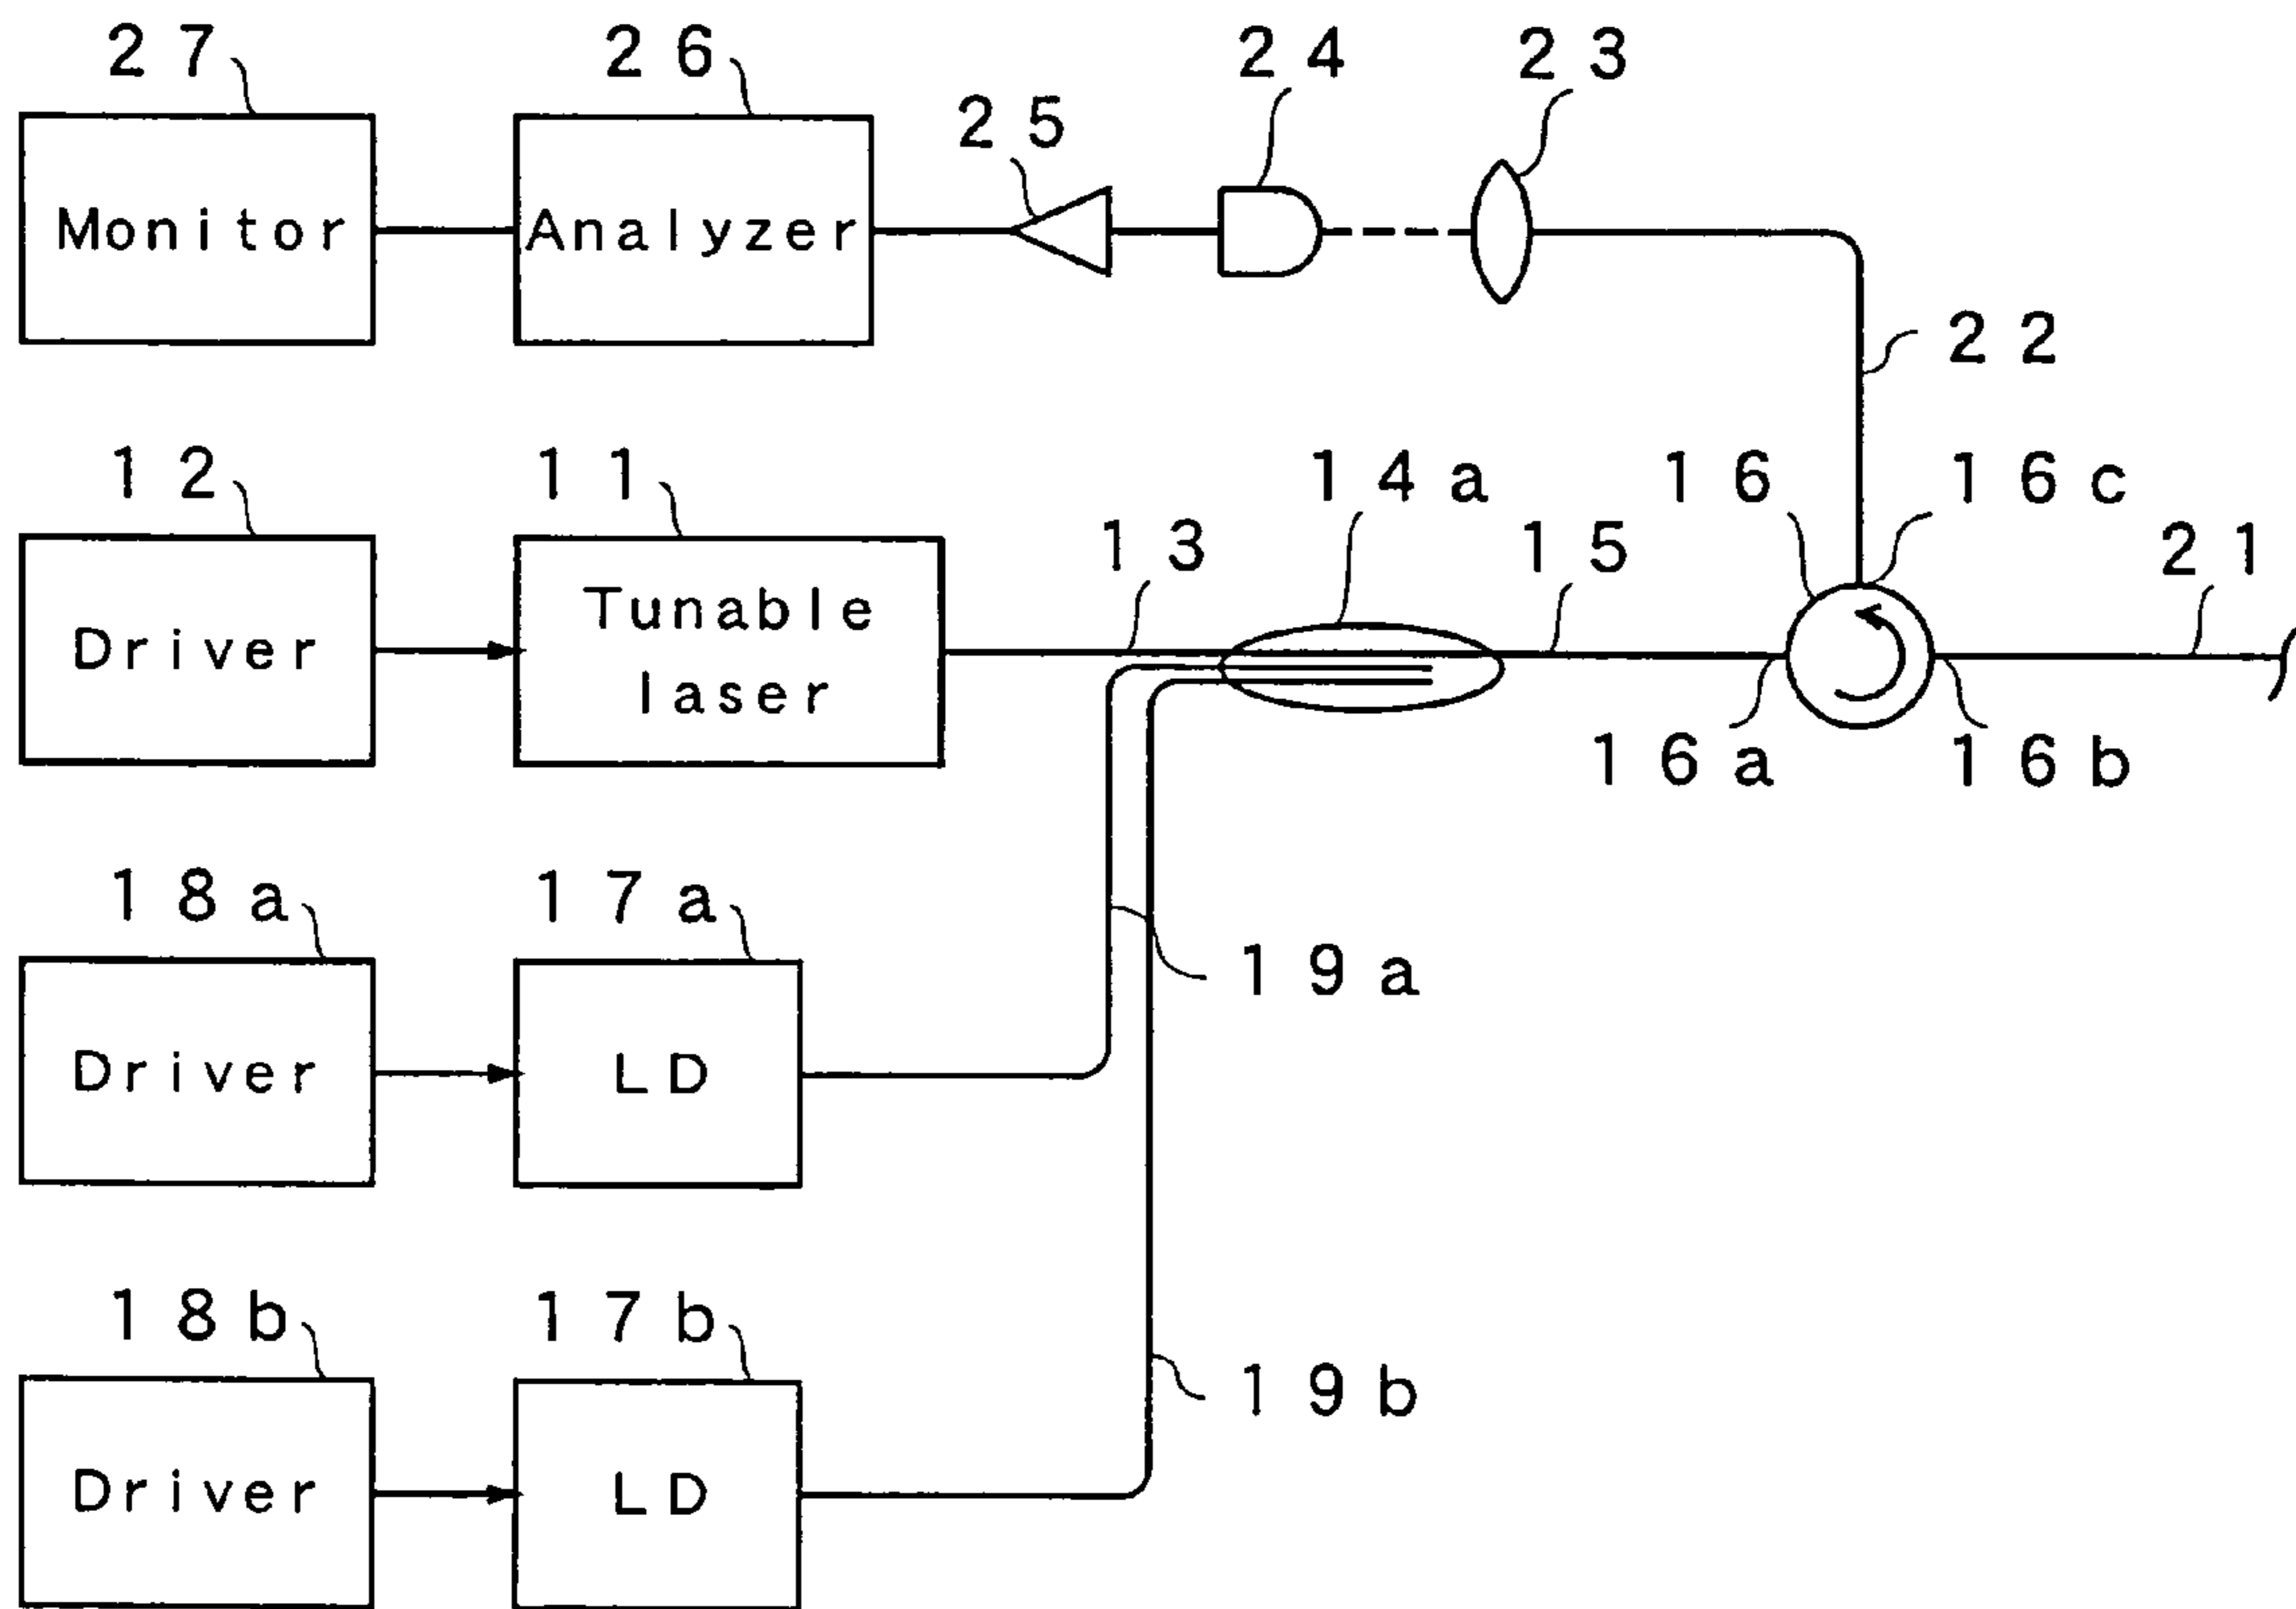 27
26
25
24
23
Monitor
Analyzer
22
12
11
13
14a
15
16
16c
21
Driver
Tunable
laser
16a
16b
18a
17a
19a
Driver
LD
18b
17b
19b
Driver
LD